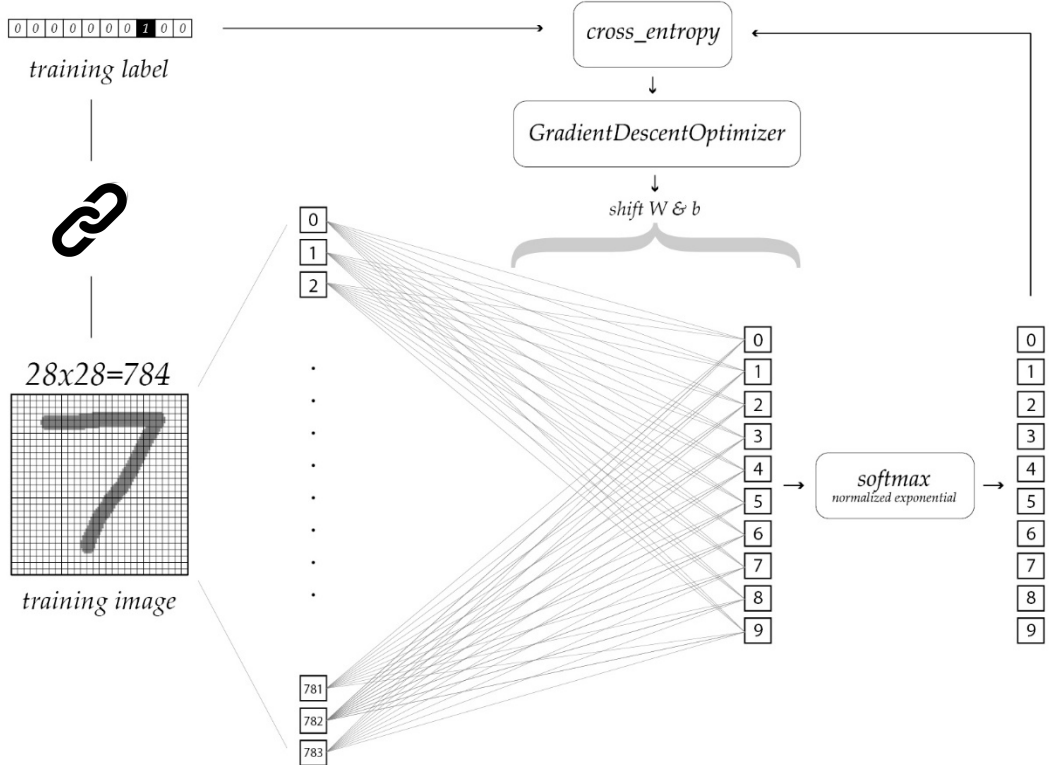 0 0 0 0 0 0 0 1 0 0
training label
cross_entropy
GradientDescentOptimizer
shift W & b
28x28=784
training image
0
1
2
781
782
783
0
1
2
3
4
5
6
7
8
9
softmax
normalized exponential
0
1
2
3
4
5
6
7
8
9